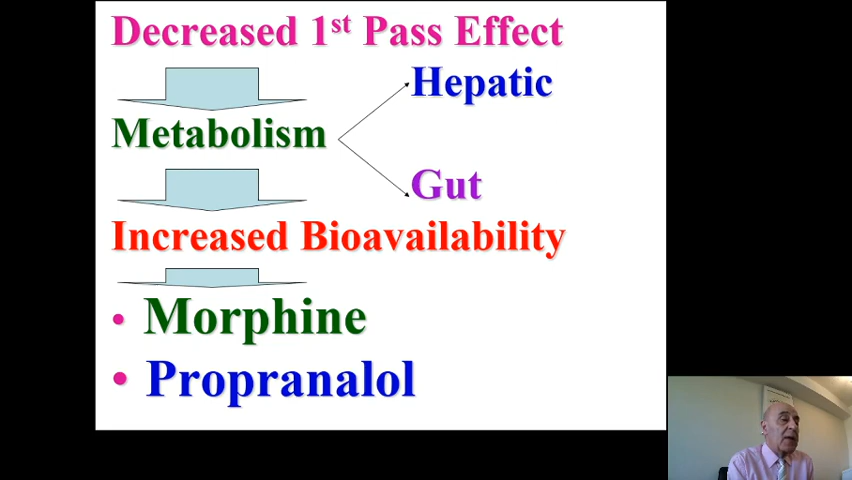 Decreased 1st Pass Effect
Hepatic
Metabolism
Gut
Increased Bioavailability
• Morphine
• Propranalol